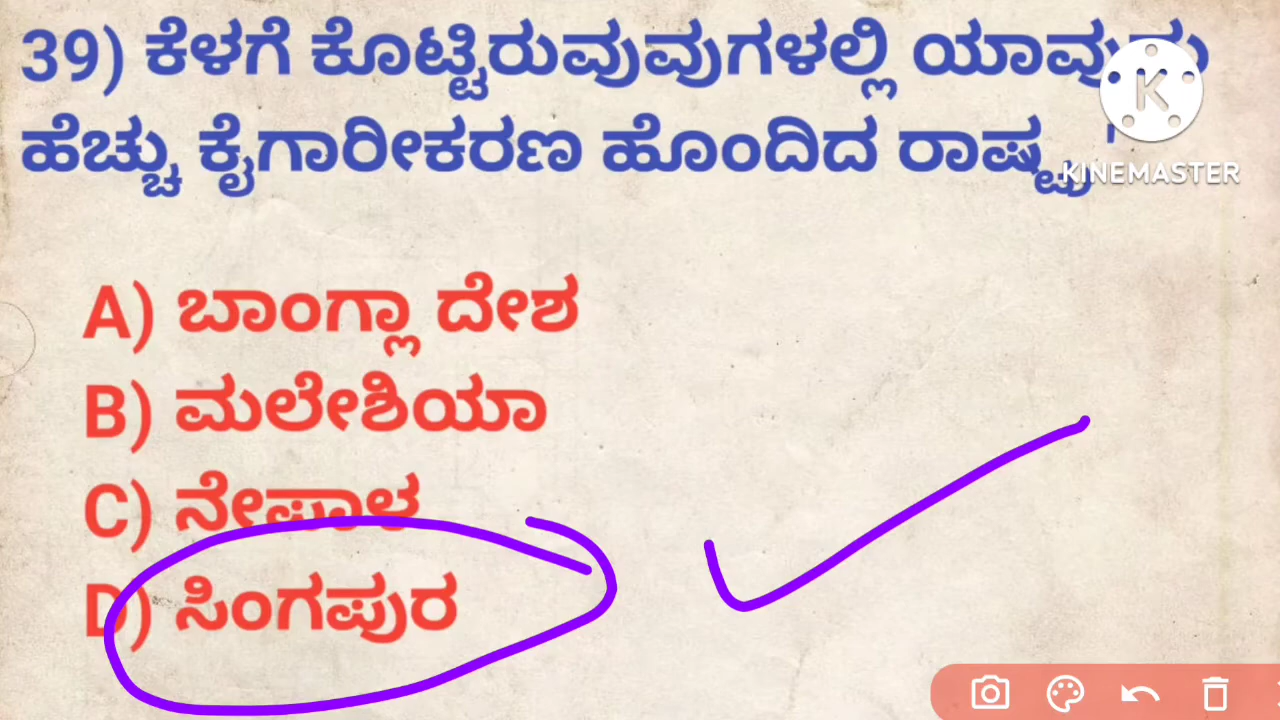 39) ಕೆಳಗೆ ಕೊಟ್ಟಿರುವುವುಗಳಲ್ಲಿ
ಹೆಚ್ಚು ಕೈಗಾರೀಕರಣ ಹೊಂದಿದ ರಾಷ್ಟ್ರ
K
KINEMASTER
A) ಬಾಂಗ್ಲಾ ದೇಶ
B) ಮಲೇಶಿಯಾ
C) ನೇಪಾಳ
D) ಸಿಂಗಪುರ